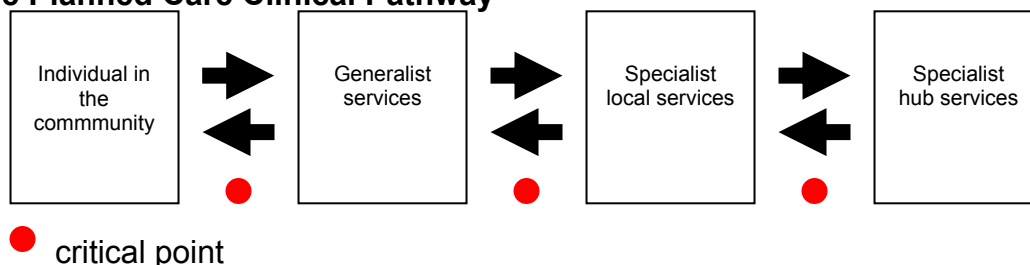 Planned Care Clinical Pathway
Individual in
the
commmunity
Generalist
services
Specialist
local services
Specialist
hub services
critical point